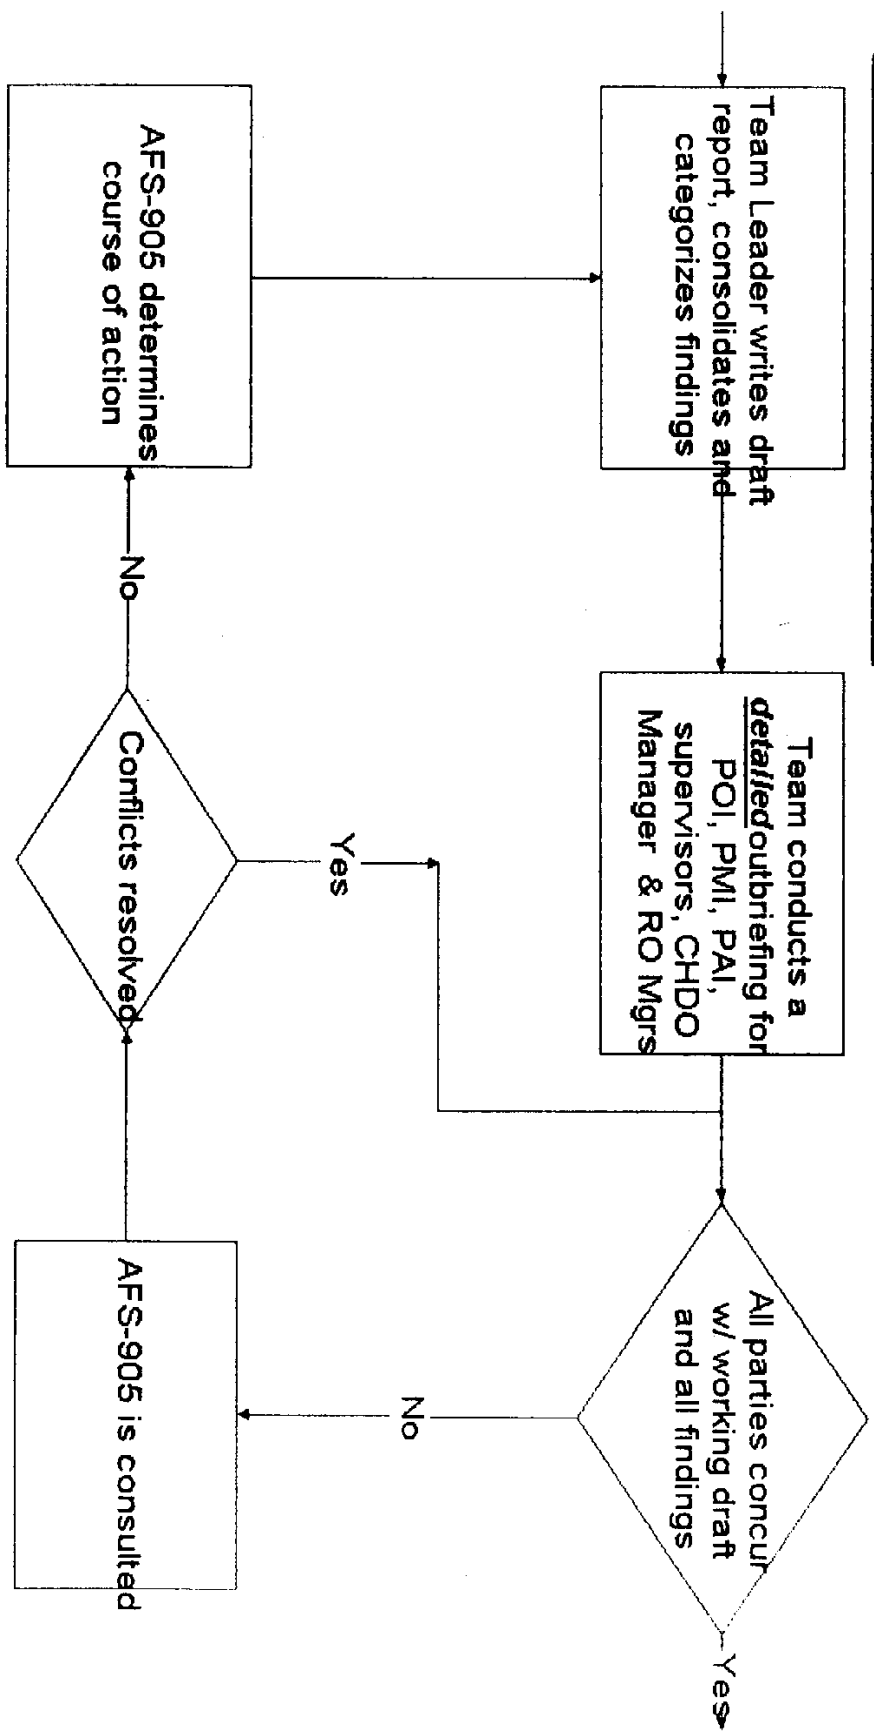 Team Leader writes draft
report, consolidates and
categorizes findings
Team conducts a
detailed outbriefing for
POI, PMI, PAI,
supervisors, CHDO
Manager & RO Mgrs
All parties concur
w/ working draft
and all findings
Yes
No
AFS-905 is consulted
Conflicts resolved
Yes
No
AFS-905 determines
course of action